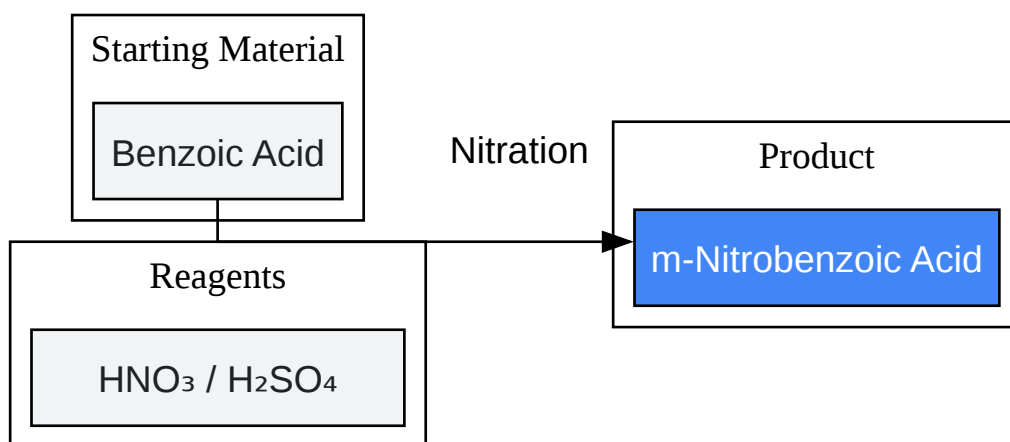 Starting Material
Benzoic Acid
Nitration
Product
m-Nitrobenzoic Acid
Reagents
HNO₃ / H₂SO₄